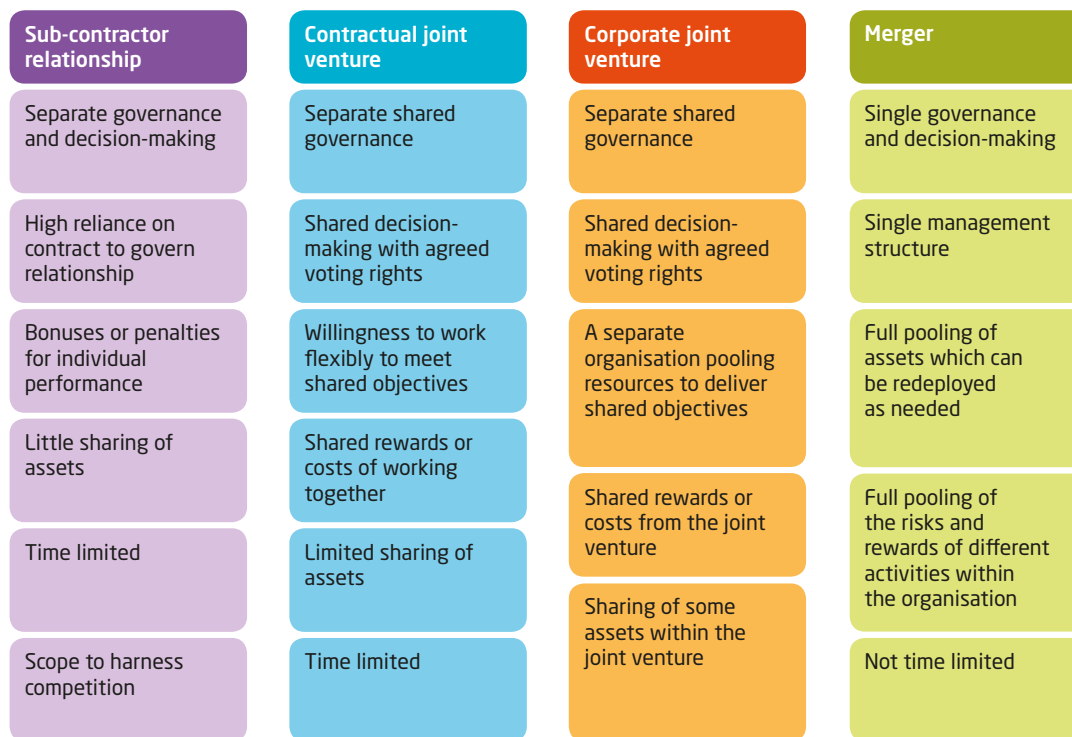 Sub-contractor
relationship
Separate governance
and decision-making
High reliance on
contract to govern
relationship
Bonuses or penalties
for individual
performance
Little sharing of
assets
Time limited
Scope to harness
competition
Contractual joint
venture
Separate shared
governance
Shared decision-
making with agreed
voting rights
Willingness to work
flexibly to meet
shared objectives
Shared rewards or
costs of working
together
Limited sharing of
assets
Time limited
Corporate joint
venture
Separate shared
governance
Shared decision-
making with agreed
voting rights
A separate
organisation pooling
resources to deliver
shared objectives
Shared rewards or
costs from the joint
venture
Sharing of some
assets within the
joint venture
Merger
Single governance
and decision-making
Single management
structure
Full pooling of
assets which can
be redeployed
as needed
Full pooling of
the risks and
rewards of different
activities within
the organisation
Not time limited